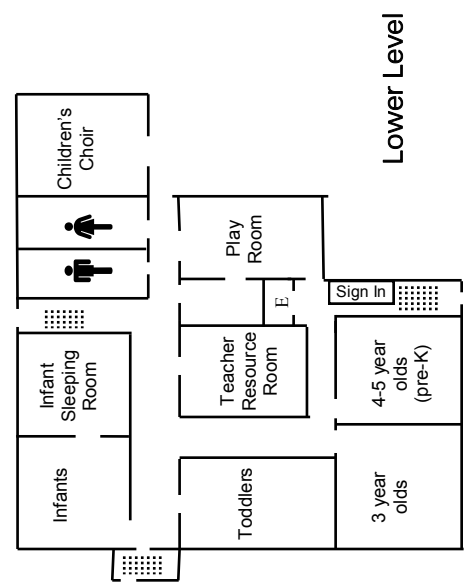 Lower Level
Children's
Choir
Play
Room
E
Sign In
Infant
Sleeping
Room
Teacher
Resource
Room
4-5 year
olds
(pre-K)
Infants
Toddlers
3 year
olds